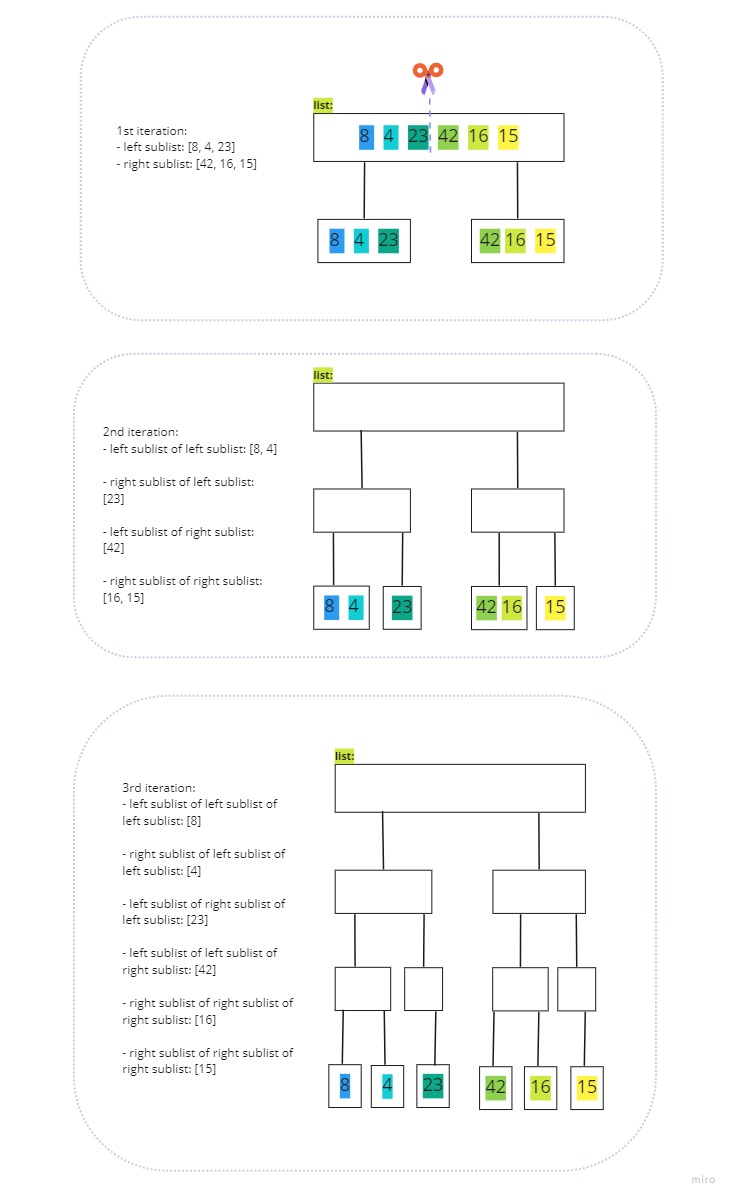 list:
1st iteration:
- left sublist: [8, 4, 23]
- right sublist: [42, 16, 15]
8 4 23 42 16 15
8 4 23
42 16 15
list:
2nd iteration:
- left sublist of left sublist: [8, 4]
- right sublist of left sublist:
[23]
- left sublist of right sublist:
[42]
- right sublist of right sublist:
[16, 15]
8 4
23
42 16
15
list:
3rd iteration:
- left sublist of left sublist of
left sublist: [8]
- right sublist of left sublist of
left sublist: [4]
- left sublist of right sublist of
left sublist: [23]
- left sublist of left sublist of
right sublist: [42]
- right sublist of right sublist of
right sublist: [16]
- right sublist of right sublist of
right sublist: [15]
8
4
23
42
16
15
miro